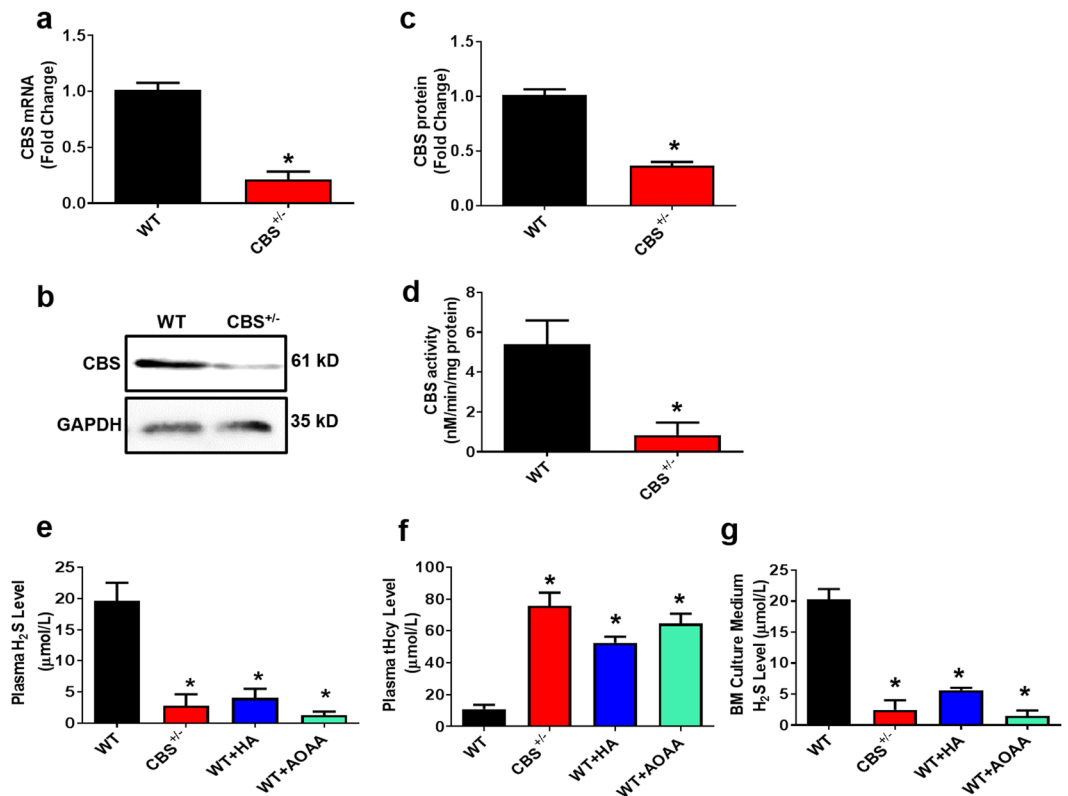 a
CBS mRNA
(Fold Change)
1.5
1.0
0.5
0.0
*
WT
CBS+/-
c
CBS protein
(Fold Change)
1.5
1.0
0.5
0.0
*
WT
CBS+/-
b
WT CBS+/-
CBS 61 kD
GAPDH 35 kD
d
CBS activity
(nM/min/mg protein)
8
6
4
2
0
*
WT
CBS+/-
e
Plasma H2S Level
(μmol/L)
25
20
15
10
5
0
* * *
WT
CBS+/-
WT+HA
WT+AOAA
f
Plasma tHcy Level
(μmol/L)
100
80
60
40
20
0
* * *
WT
CBS+/-
WT+HA
WT+AOAA
g
BM Culture Medium
H2S Level (μmol/L)
25
20
15
10
5
0
* * *
WT
CBS+/-
WT+HA
WT+AOAA